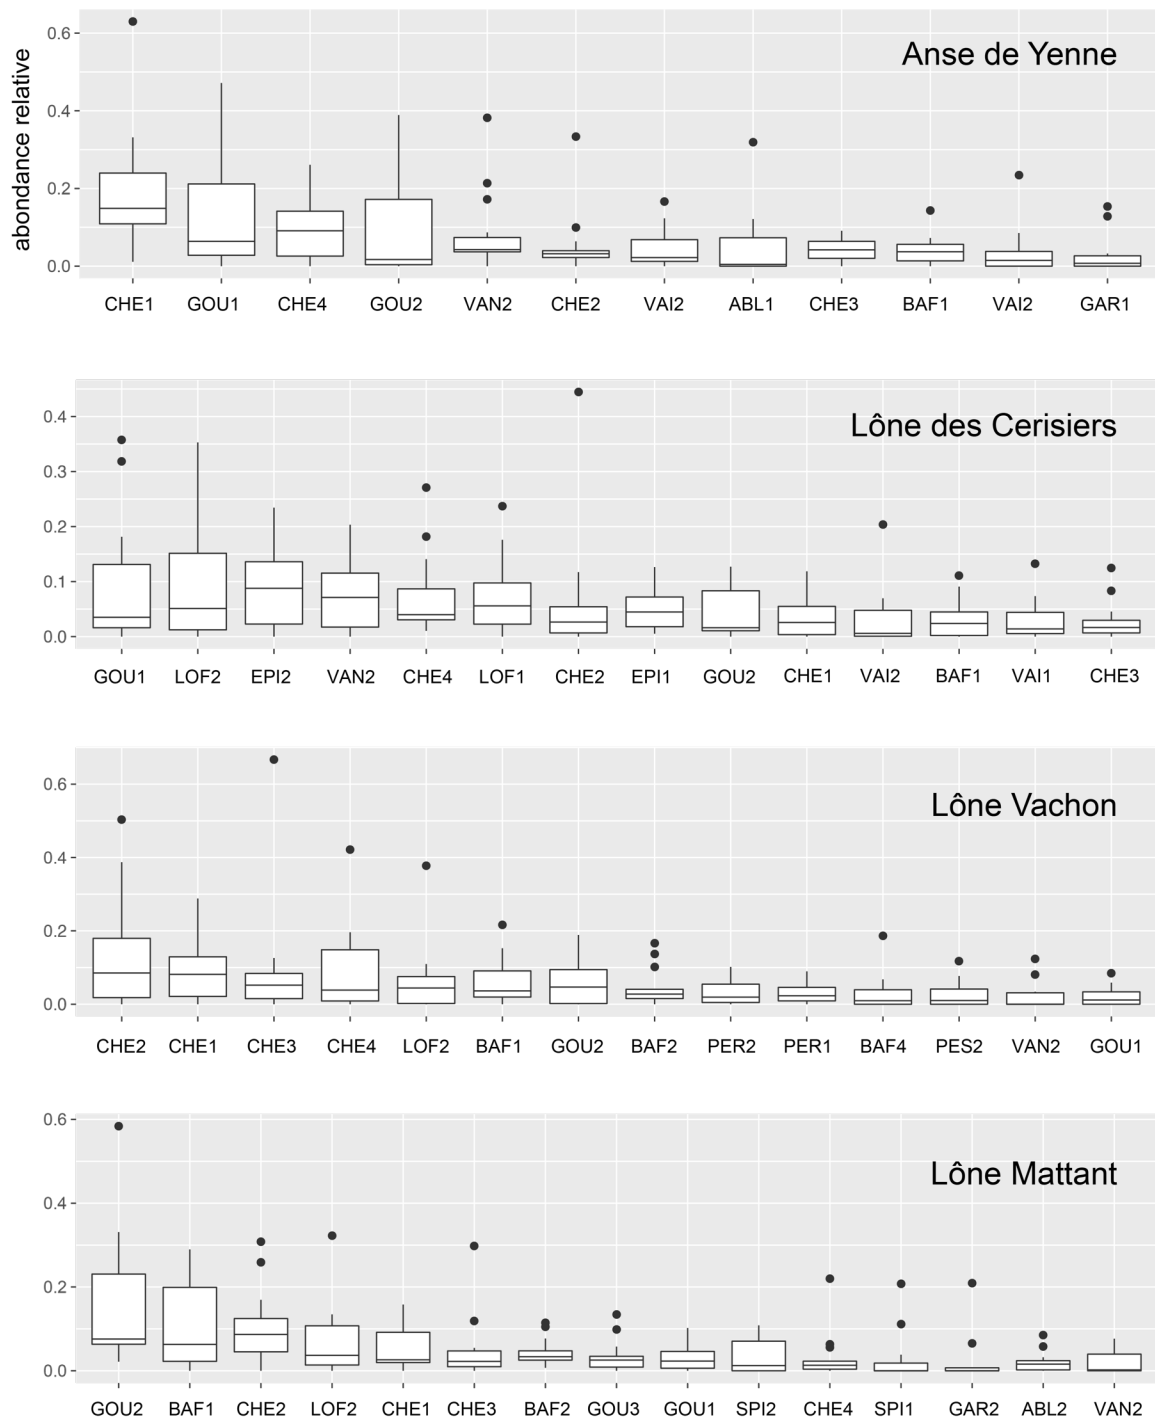 abondance relative
Anse de Yenne
0.6
0.4
0.2
0.0
CHE1 GOU1 CHE4 GOU2 VAN2 CHE2 VAI2 ABL1 CHE3 BAF1 VAI2 GAR1
Lône des Cerisiers
0.4
0.3
0.2
0.1
0.0
GOU1 LOF2 EPI2 VAN2 CHE4 LOF1 CHE2 EPI1 GOU2 CHE1 VAI2 BAF1 VAI1 CHE3
Lône Vachon
0.6
0.4
0.2
0.0
CHE2 CHE1 CHE3 CHE4 LOF2 BAF1 GOU2 BAF2 PER2 PER1 BAF4 PES2 VAN2 GOU1
Lône Mattant
0.6
0.4
0.2
0.0
GOU2 BAF1 CHE2 LOF2 CHE1 CHE3 BAF2 GOU3 GOU1 SPI2 CHE4 SPI1 GAR2 ABL2 VAN2